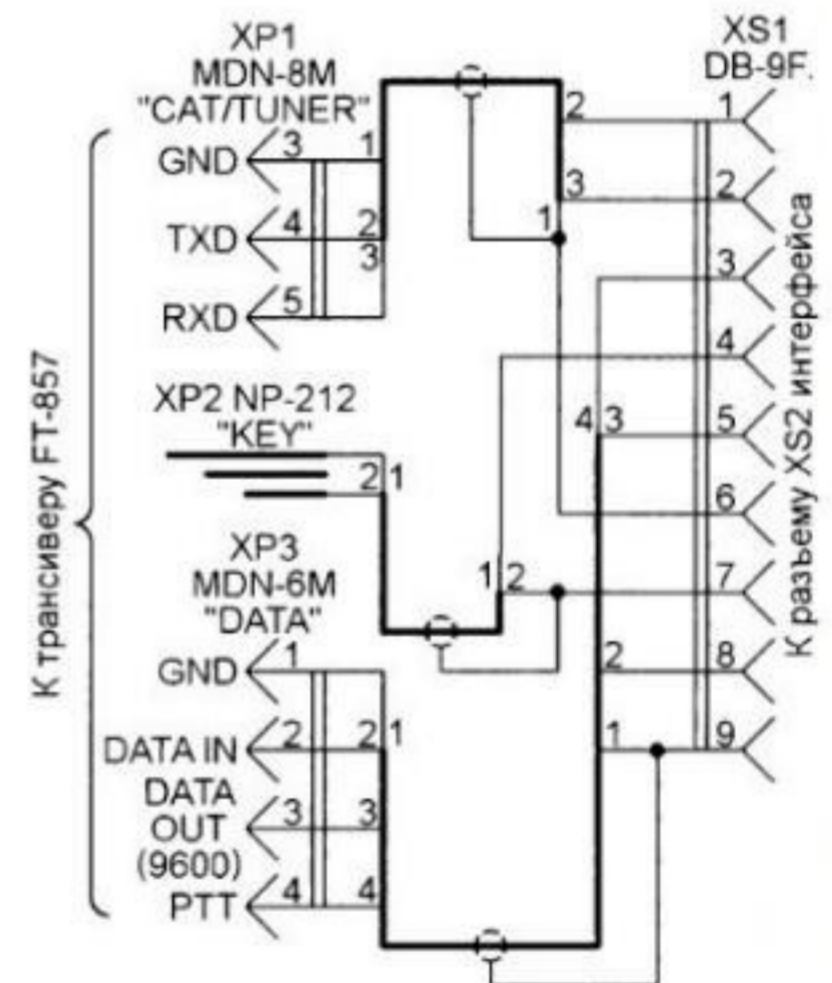 XP1
MDN-8M
"CAT/TUNER"
GND 3 1
TXD 4 2
3
RXD 5
XP2 NP-212
"KEY"
2 1
XP3
MDN-6M
"DATA"
GND 1
DATA IN 2 2 1
DATA
OUT 3 3
(9600)
PTT 4 4
К трансиверу FT-857
XS1
DB-9F.
2 1
3 2
1
3
4
4 3 5
6
1 2 7
2 8
1 9
К разъему XS2 интерфейса